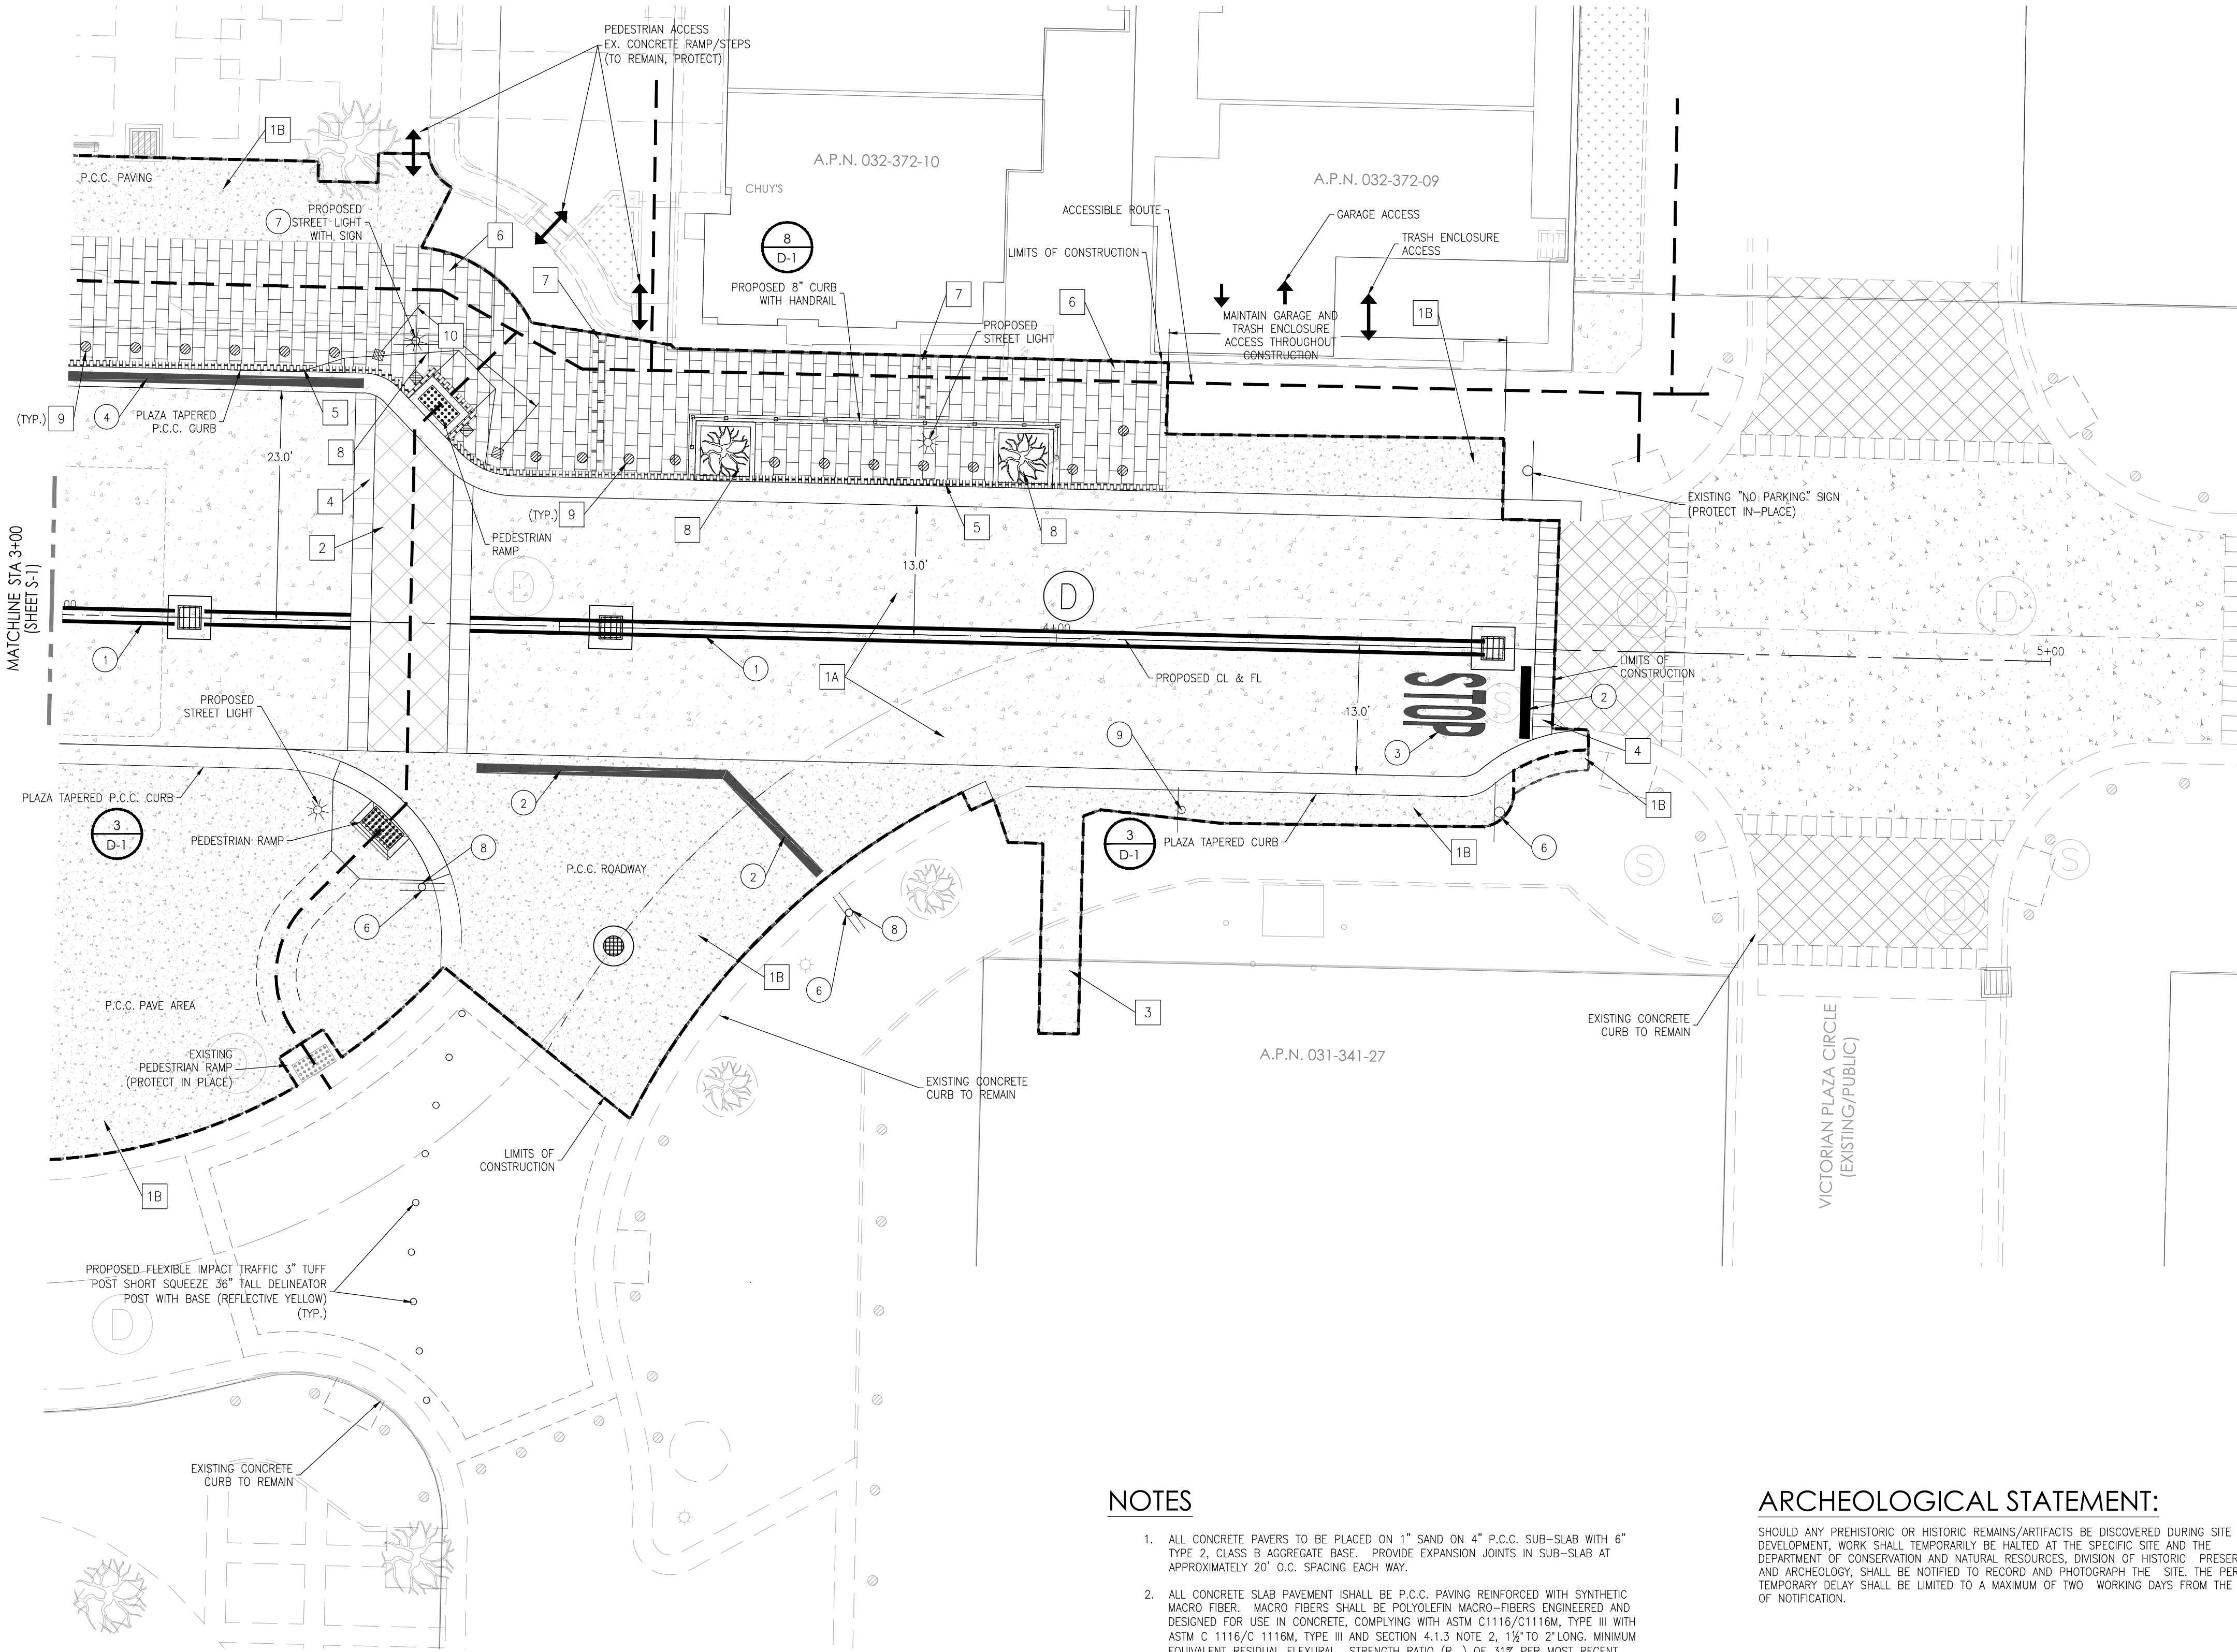 PEDESTRIAN ACCESS
EX. CONCRETE RAMP/STEPS
(TO REMAIN, PROTECT)
1B
P.C.C. PAVING
PROPOSED
STREET LIGHT
WITH SIGN
7
6
7
A.P.N. 032-372-10
CHUY'S
8
D-1
PROPOSED 8" CURB
WITH HANDRAIL
7
PROPOSED
STREET LIGHT
6
ACCESSIBLE ROUTE
LIMITS OF CONSTRUCTION
A.P.N. 032-372-09
GARAGE ACCESS
TRASH ENCLOSURE
ACCESS
MAINTAIN GARAGE AND
TRASH ENCLOSURE
ACCESS THROUGHOUT
CONSTRUCTION
1B
10
(TYP.) 9
4
PLAZA TAPERED
P.C.C. CURB
5
8
23.0'
4
2
PEDESTRIAN
RAMP
(TYP.) 9
8
5
8
EXISTING "NO PARKING" SIGN
(PROTECT IN-PLACE)
MATCHLINE STA 3+00
(SHEET S-1)
00
D
13.0'
D
4+00
D
D
5+00
1
1
1A
PROPOSED CL & FL
LIMITS OF
CONSTRUCTION
STOP
S
2
13.0'
3
4
PROPOSED
STREET LIGHT
9
PLAZA TAPERED P.C.C. CURB
3
D-1
PEDESTRIAN RAMP
2
8
P.C.C. ROADWAY
2
3
D-1
PLAZA TAPERED CURB
1B
6
1B
S
S
D
6
8
6
1B
3
P.C.C. PAVE AREA
D
EXISTING
PEDESTRIAN RAMP
(PROTECT IN PLACE)
EXISTING CONCRETE
CURB TO REMAIN
A.P.N. 031-341-27
EXISTING CONCRETE
CURB TO REMAIN
VICTORIAN PLAZA CIRCLE
(EXISTING/PUBLIC)
LIMITS OF
CONSTRUCTION
1B
PROPOSED FLEXIBLE IMPACT TRAFFIC 3" TUFF
POST SHORT SQUEEZE 36" TALL DELINEATOR
POST WITH BASE (REFLECTIVE YELLOW)
(TYP.)
D
EXISTING CONCRETE
CURB TO REMAIN
NOTES
1. ALL CONCRETE PAVERS TO BE PLACED ON 1" SAND ON 4" P.C.C. SUB-SLAB WITH 6"
TYPE 2, CLASS B AGGREGATE BASE. PROVIDE EXPANSION JOINTS IN SUB-SLAB AT
APPROXIMATELY 20' O.C. SPACING EACH WAY.
2. ALL CONCRETE SLAB PAVEMENT ISHALL BE P.C.C. PAVING REINFORCED WITH SYNTHETIC
MACRO FIBER. MACRO FIBERS SHALL BE POLYOLEFIN MACRO-FIBERS ENGINEERED AND
DESIGNED FOR USE IN CONCRETE, COMPLYING WITH ASTM C1116/C1116M, TYPE III WITH
ASTM C 1116/C 1116M, TYPE III AND SECTION 4.1.3 NOTE 2, 1½" TO 2" LONG. MINIMUM
EQUIVALENT RESIDUAL FLEXURAL STRENGTH RATIO (R ) OF 31% PER MOST RECENT
ARCHEOLOGICAL STATEMENT:
SHOULD ANY PREHISTORIC OR HISTORIC REMAINS/ARTIFACTS BE DISCOVERED DURING SITE
DEVELOPMENT, WORK SHALL TEMPORARILY BE HALTED AT THE SPECIFIC SITE AND THE
DEPARTMENT OF CONSERVATION AND NATURAL RESOURCES, DIVISION OF HISTORIC PRESER
AND ARCHEOLOGY, SHALL BE NOTIFIED TO RECORD AND PHOTOGRAPH THE SITE. THE PER
TEMPORARY DELAY SHALL BE LIMITED TO A MAXIMUM OF TWO WORKING DAYS FROM THE
OF NOTIFICATION.